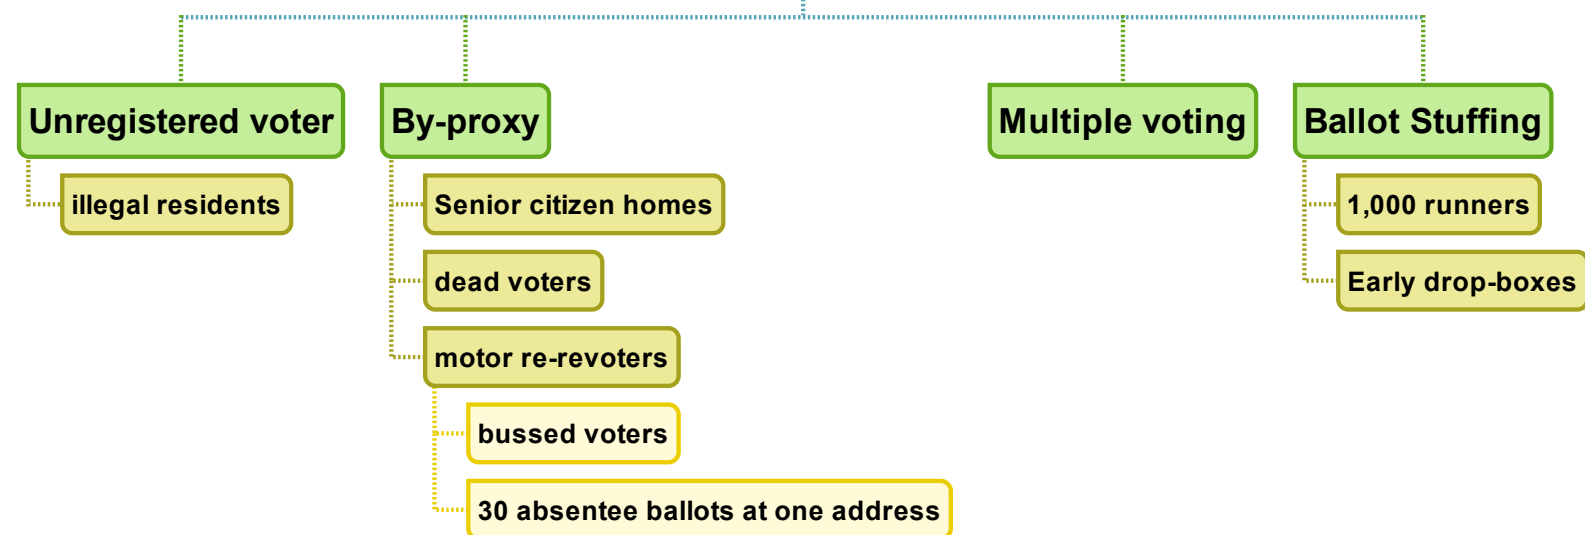 Unregistered voter
illegal residents
By-proxy
Senior citizen homes
dead voters
motor re-revoters
bussed voters
30 absentee ballots at one address
Multiple voting
Ballot Stuffing
1,000 runners
Early drop-boxes